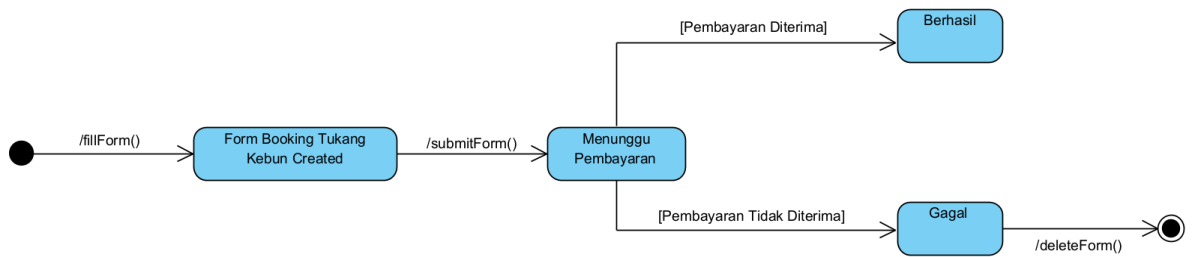 [Pembayaran Diterima]
Berhasil
/fillForm()
Form Booking Tukang
Kebun Created
/submitForm()
Menunggu
Pembayaran
[Pembayaran Tidak Diterima]
Gagal
/deleteForm()